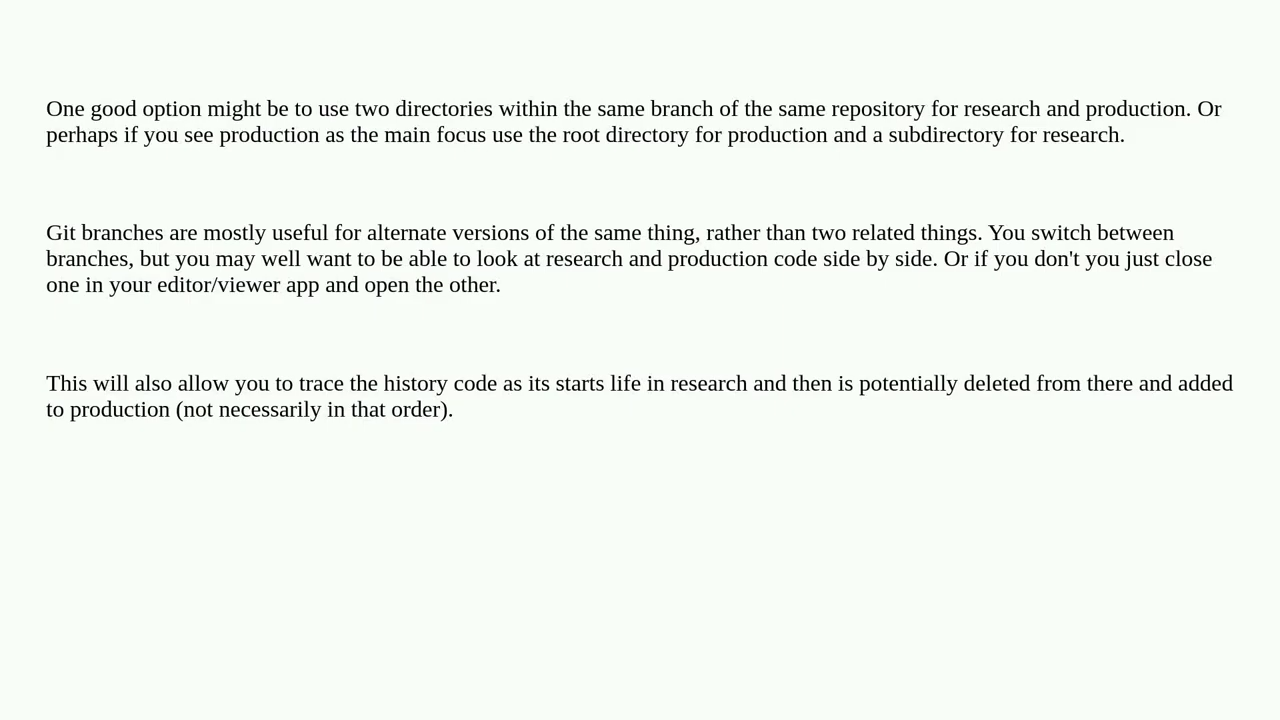 One good option might be to use two directories within the same branch of the same repository for research and production. Or
perhaps if you see production as the main focus use the root directory for production and a subdirectory for research.
Git branches are mostly useful for alternate versions of the same thing, rather than two related things. You switch between
branches, but you may well want to be able to look at research and production code side by side. Or if you don't you just close
one in your editor/viewer app and open the other.
This will also allow you to trace the history code as its starts life in research and then is potentially deleted from there and added
to production (not necessarily in that order).